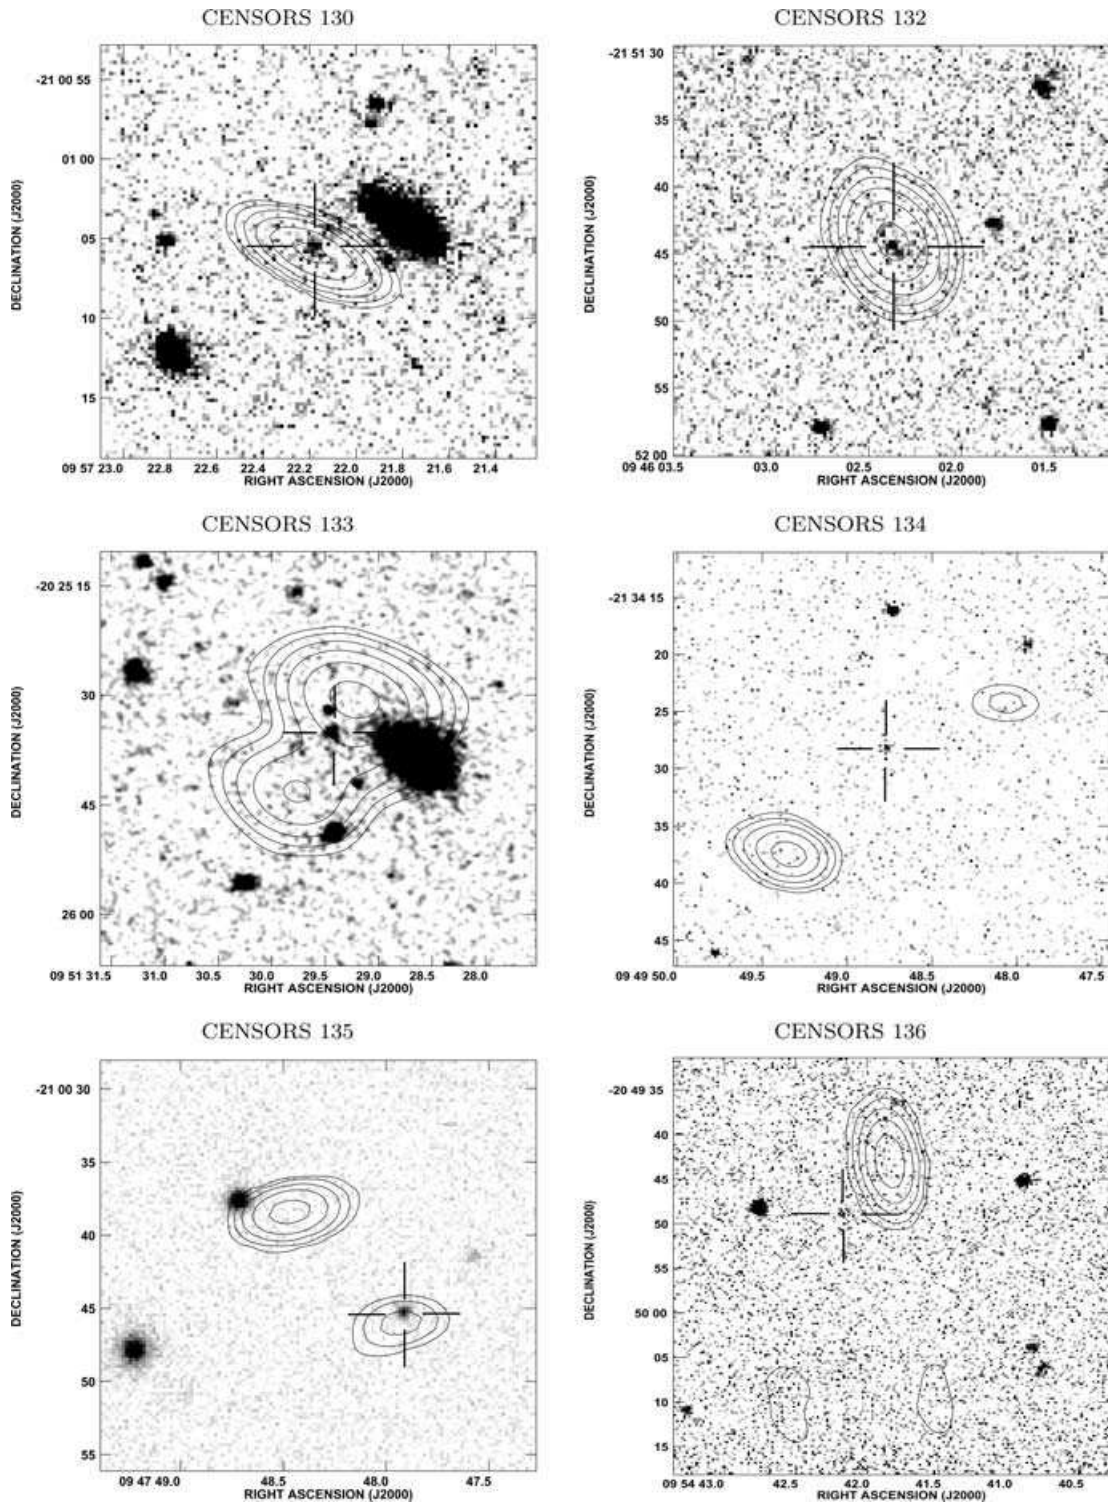 CENSORS 130
-21 00 55
01 00
05
10
15
DECLINATION (J2000)
09 57 23.0 22.8 22.6 22.4 22.2 22.0 21.8 21.6 21.4
RIGHT ASCENSION (J2000)
CENSORS 132
-21 51 30
35
40
45
50
55
52 00
DECLINATION (J2000)
09 46 03.5 03.0 02.5 02.0 01.5
RIGHT ASCENSION (J2000)
CENSORS 133
-20 25 15
30
45
26 00
DECLINATION (J2000)
09 51 31.5 31.0 30.5 30.0 29.5 29.0 28.5 28.0
RIGHT ASCENSION (J2000)
CENSORS 134
-21 34 15
20
25
30
35
40
45
DECLINATION (J2000)
09 49 50.0 49.5 49.0 48.5 48.0 47.5
RIGHT ASCENSION (J2000)
CENSORS 135
-21 00 30
35
40
45
50
55
DECLINATION (J2000)
09 47 49.0 48.5 48.0 47.5
RIGHT ASCENSION (J2000)
CENSORS 136
-20 49 35
40
45
50
55
50 00
05
10
15
DECLINATION (J2000)
09 54 43.0 42.5 42.0 41.5 41.0 40.5
RIGHT ASCENSION (J2000)